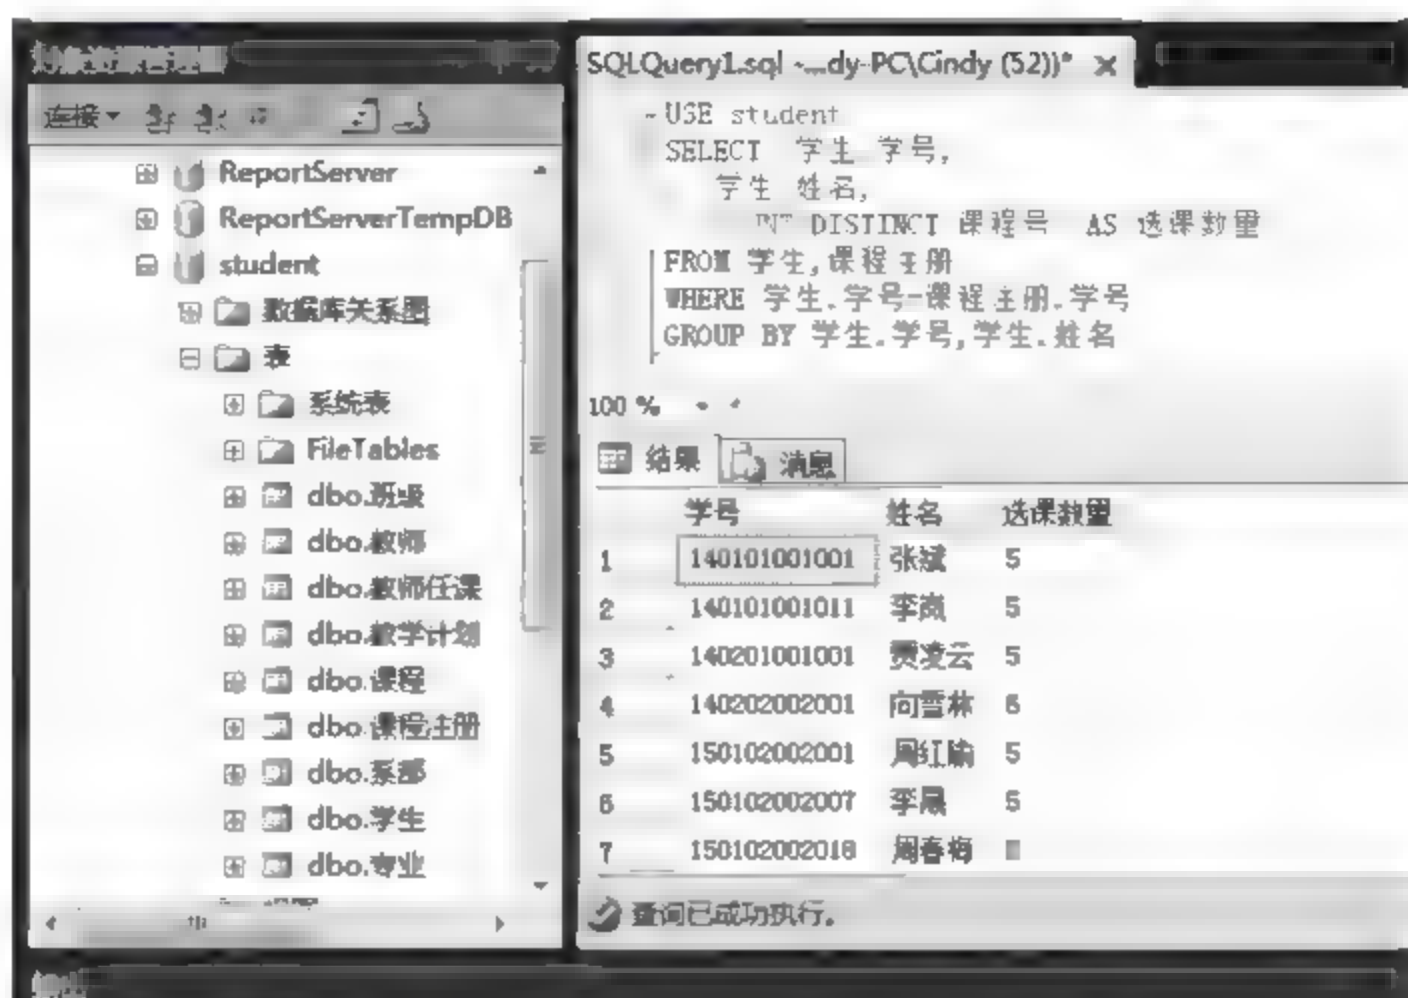 SQLQuery1.sql -...dy-PC\Cindy (52))* ×
连接
ReportServer
ReportServerTempDB
student
数据库关系图
表
系统表
FileTables
dbo.班级
dbo.教师
dbo.教师任课
dbo.教学计划
dbo.课程
dbo.课程注册
dbo.系部
dbo.学生
dbo.专业
USE student
SELECT 学生 学号,
学生 姓名,
DISTINCT 课程号 AS 选课数量
FROM 学生,课程注册
WHERE 学生.学号=课程注册.学号
GROUP BY 学生.学号,学生.姓名
100 %
结果 消息
学号 姓名 选课数量
1 140101001001 张斌 5
2 140101001011 李岚 5
3 140201001001 贾凌云 5
4 140202002001 向雪林
5 150102002001 周红瑜 5
6 150102002007 李晟 5
7 150102002018 周春梅
查询已成功执行。